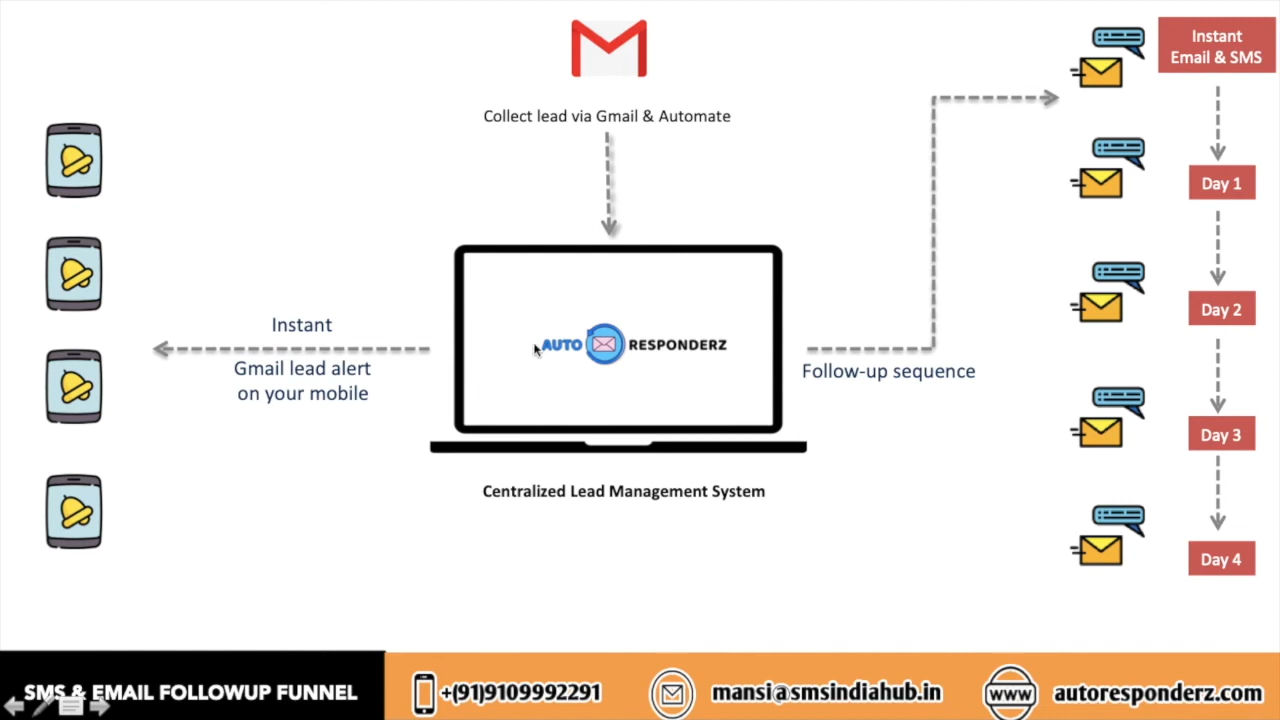 Collect lead via Gmail & Automate
Instant
Gmail lead alert
on your mobile
AUTO RESPONDERZ
Centralized Lead Management System
Follow-up sequence
Instant
Email & SMS
Day 1
Day 2
Day 3
Day 4
SMS & EMAIL FOLLOWUP FUNNEL
+(91)9109992291
mansi@smsindiahub.in
www
autoresponderz.com